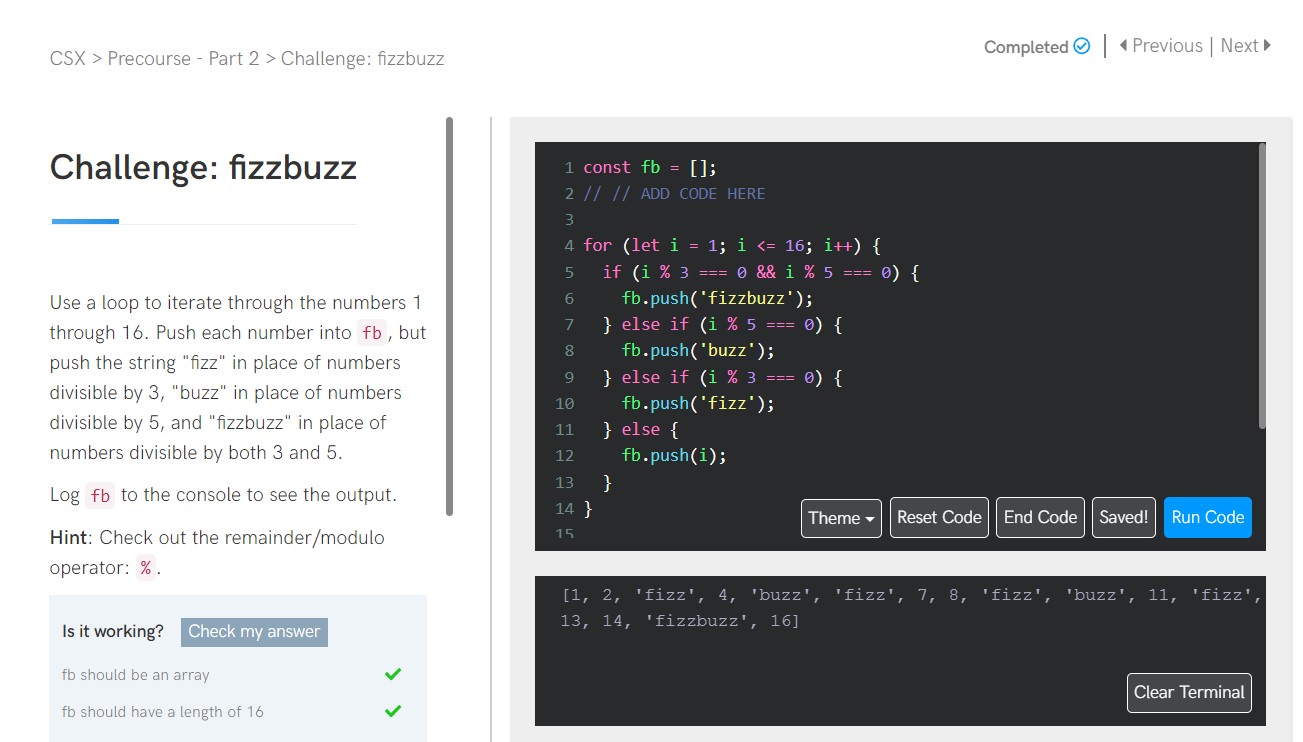 CSX > Precourse - Part 2 > Challenge: fizzbuzz
Completed | Previous | Next
Challenge: fizzbuzz
Use a loop to iterate through the numbers 1
through 16. Push each number into fb, but
push the string "fizz" in place of numbers
divisible by 3, "buzz" in place of numbers
divisible by 5, and "fizzbuzz" in place of
numbers divisible by both 3 and 5.
Log fb to the console to see the output.
Hint: Check out the remainder/modulo
operator: %.
Is it working? Check my answer
fb should be an array
fb should have a length of 16
1 const fb = [];
2 // // ADD CODE HERE
3
4 for (let i = 1; i <= 16; i++) {
5   if (i % 3 === 0 && i % 5 === 0) {
6     fb.push('fizzbuzz');
7   } else if (i % 5 === 0) {
8     fb.push('buzz');
9   } else if (i % 3 === 0) {
10     fb.push('fizz');
11   } else {
12     fb.push(i);
13   }
14 }
15
Theme Reset Code End Code Saved! Run Code
[1, 2, 'fizz', 4, 'buzz', 'fizz', 7, 8, 'fizz', 'buzz', 11, 'fizz',
13, 14, 'fizzbuzz', 16]
Clear Terminal